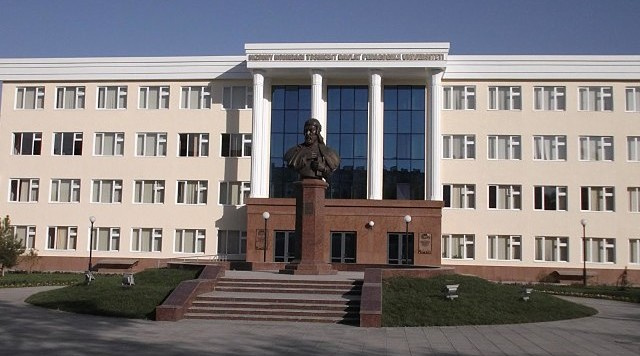 NIZOMIY NOMIDAGI TOSHKENT DAVLAT PEDAGOGIKA UNIVERSITETI